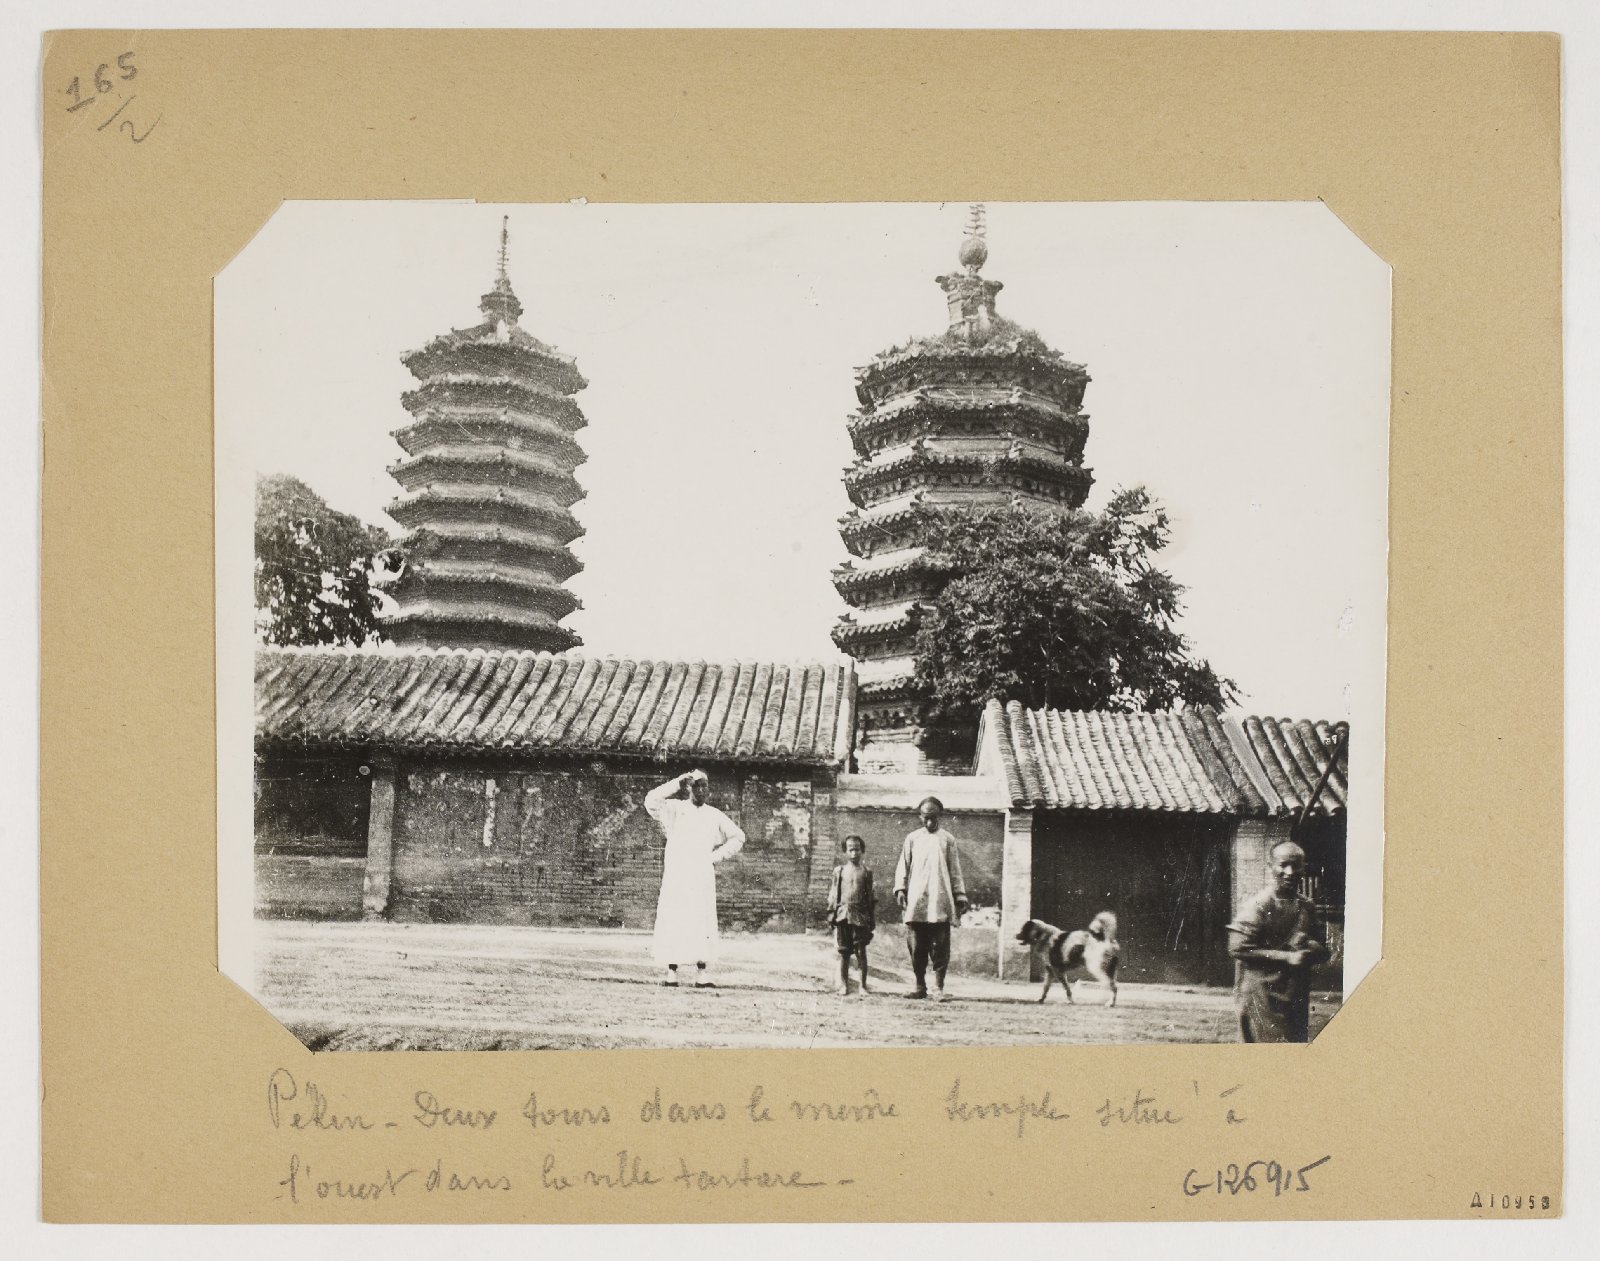 165/2
Pékin - Deux tours dans le même temple situé à
l'ouest dans la ville tartare -
G126915
A10958